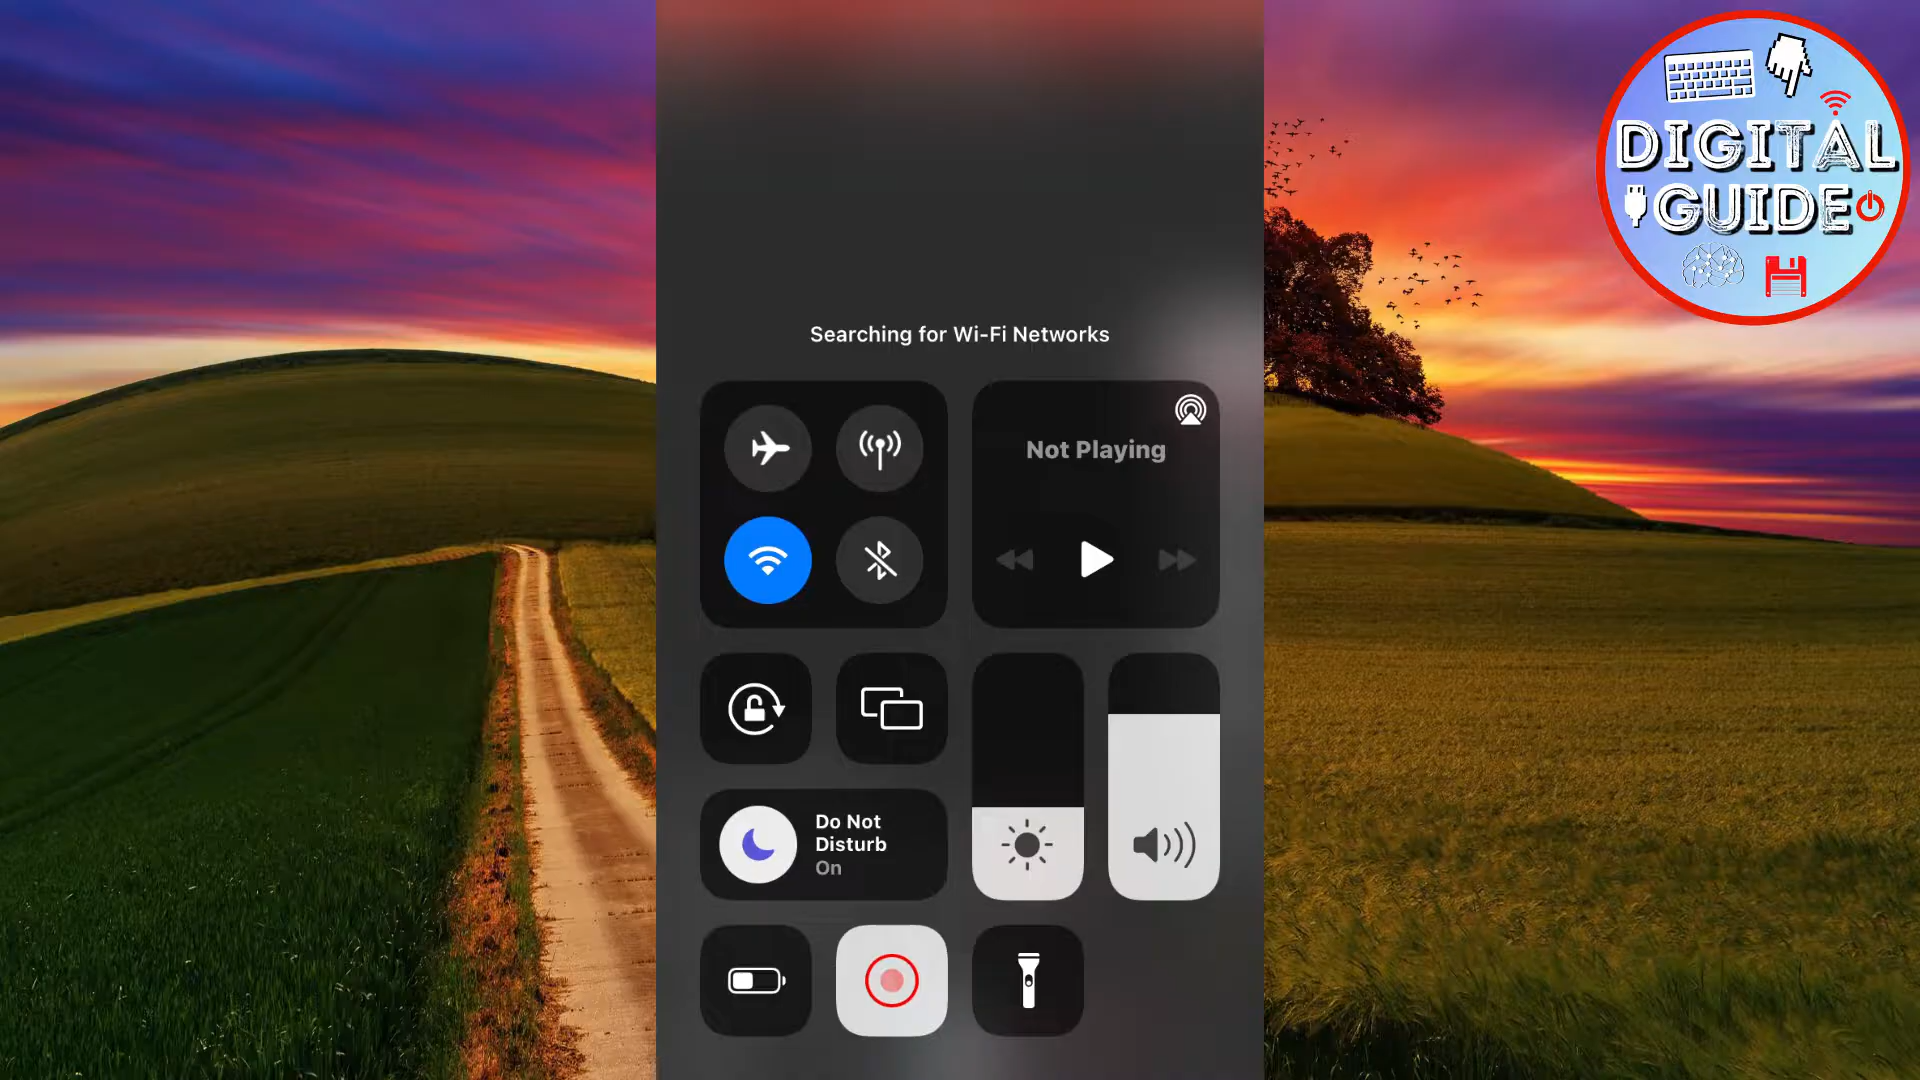 DIGITAL
GUIDE
Searching for Wi-Fi Networks
Not Playing
Do Not
Disturb
On